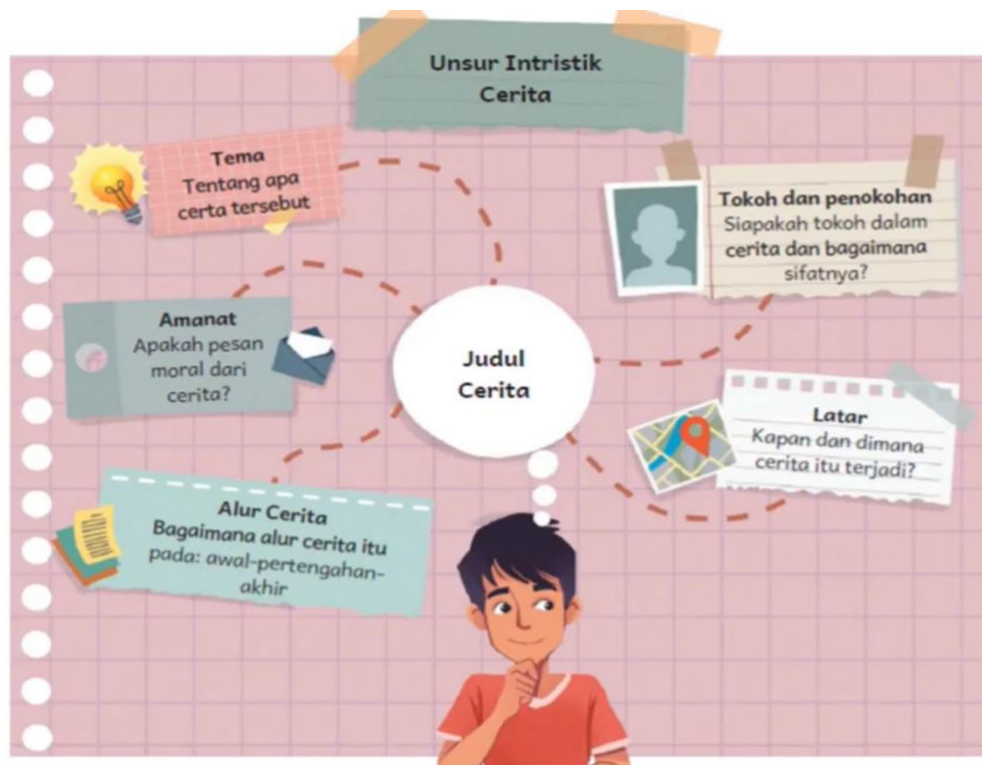 Unsur Intristik
Cerita
Tema
Tentang apa
certa tersebut
Tokoh dan penokohan
Siapakah tokoh dalam
cerita dan bagaimana
sifatnya?
Amanat
Apakah pesan
moral dari
cerita?
Judul
Cerita
Latar
Kapan dan dimana
cerita itu terjadi?
Alur Cerita
Bagaimana alur cerita itu
pada: awal-pertengahan-
akhir